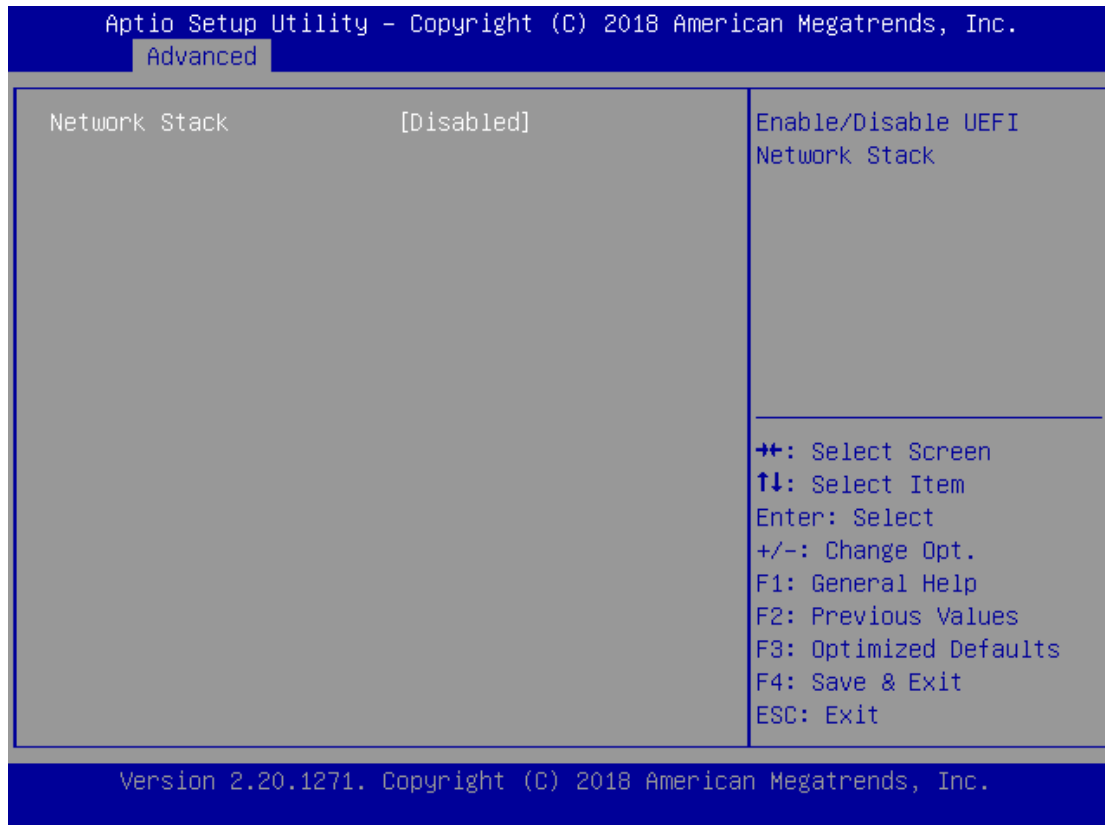 Aptio Setup Utility – Copyright (C) 2018 American Megatrends, Inc.
Advanced
Network Stack [Disabled]
Enable/Disable UEFI
Network Stack
→←: Select Screen
↑↓: Select Item
Enter: Select
+/-: Change Opt.
F1: General Help
F2: Previous Values
F3: Optimized Defaults
F4: Save & Exit
ESC: Exit
Version 2.20.1271. Copyright (C) 2018 American Megatrends, Inc.